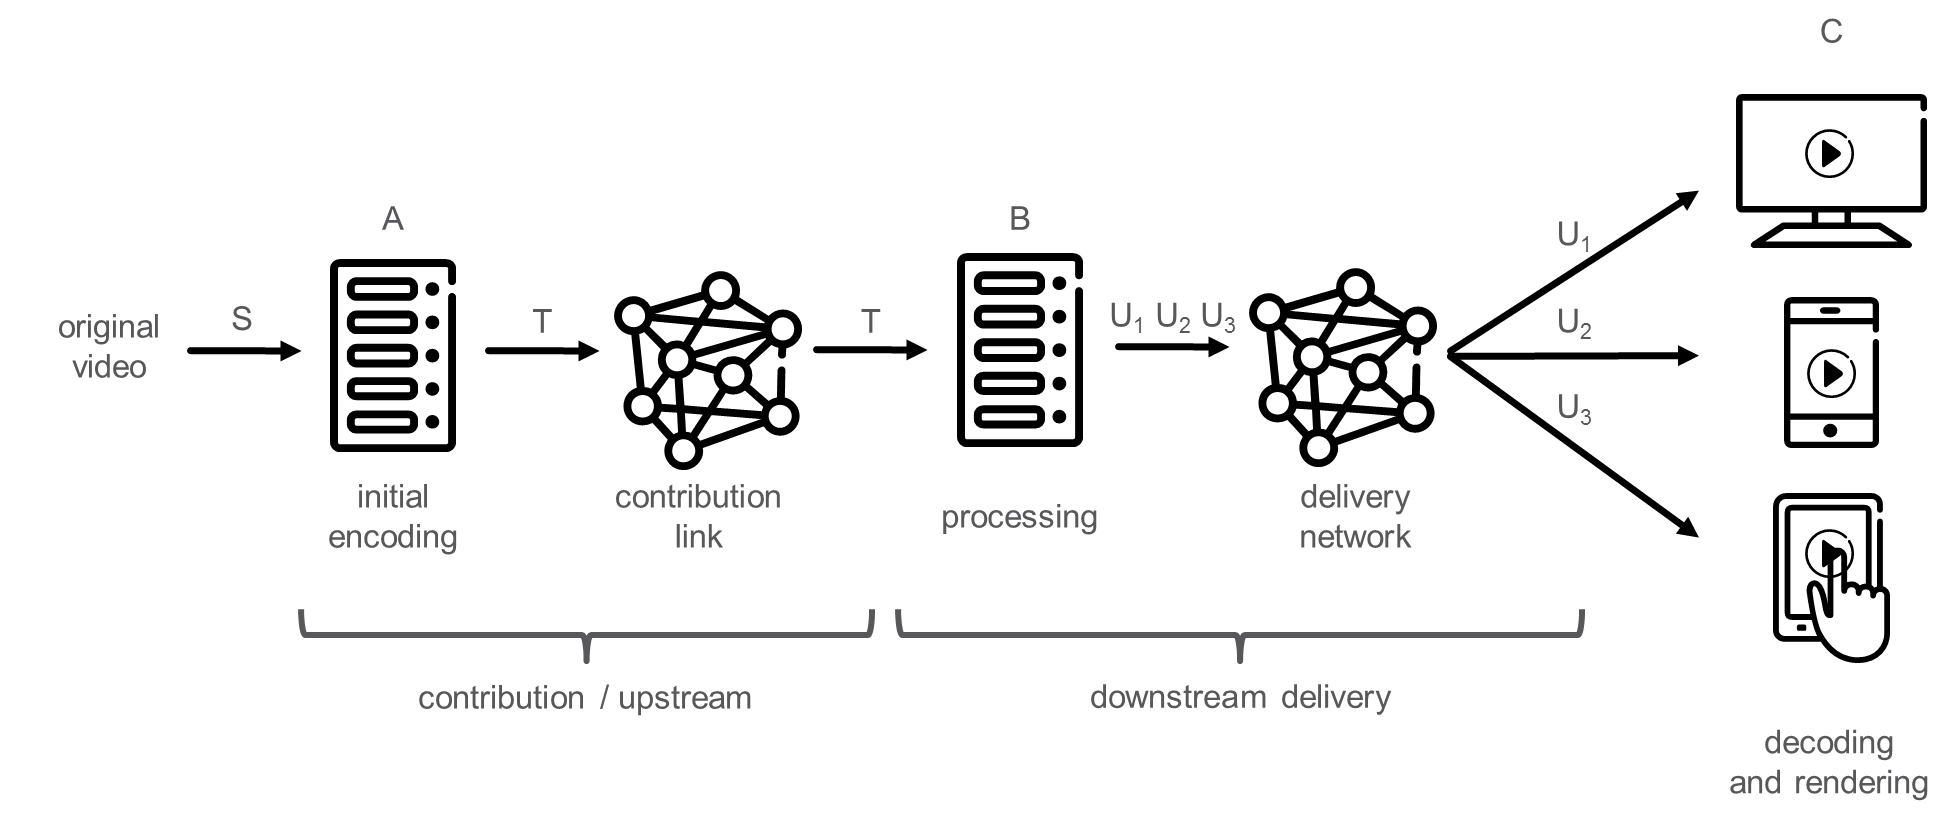 C
A
B
original
video
S
T
T
U1 U2 U3
U1
U2
U3
initial
encoding
contribution
link
processing
delivery
network
contribution / upstream
downstream delivery
decoding
and rendering